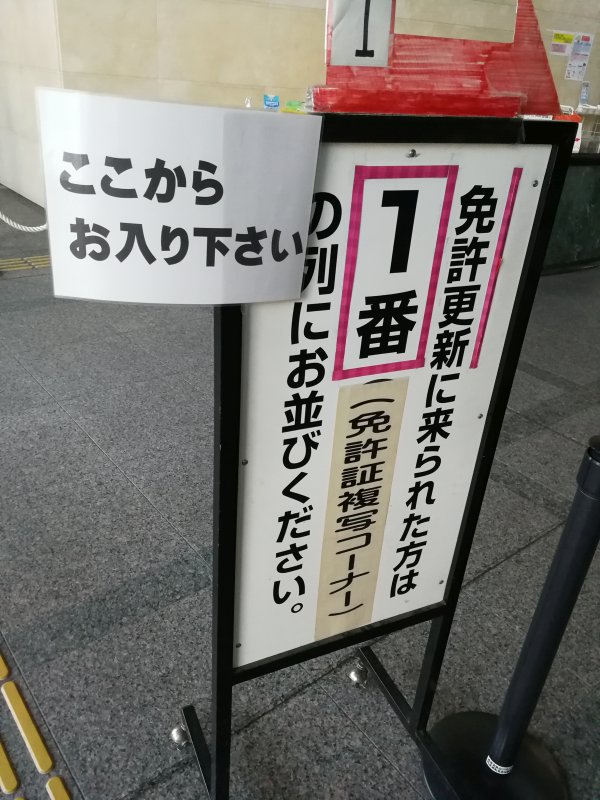 1
ここから
お入り下さい
免許更新に来られた方は
1番
(免許証複写コーナー)
の列にお並びください。